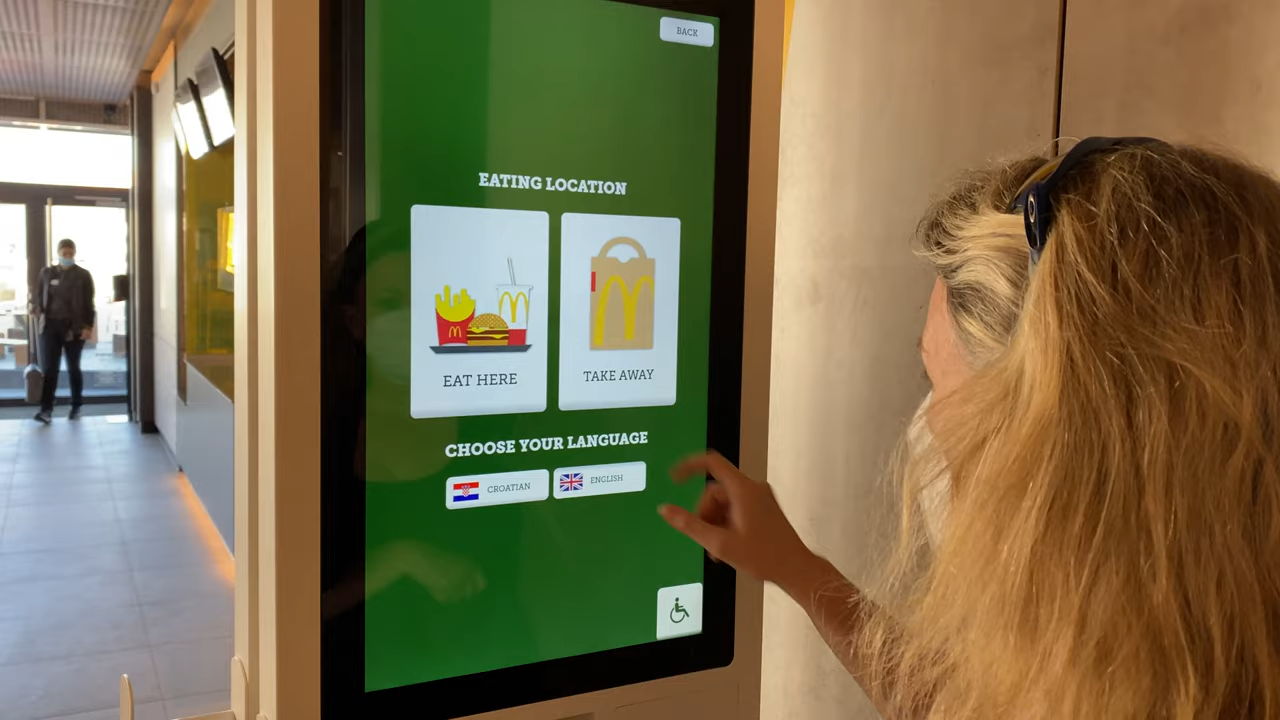 BACK
EATING LOCATION
EAT HERE
TAKE AWAY
CHOOSE YOUR LANGUAGE
CROATIAN
ENGLISH